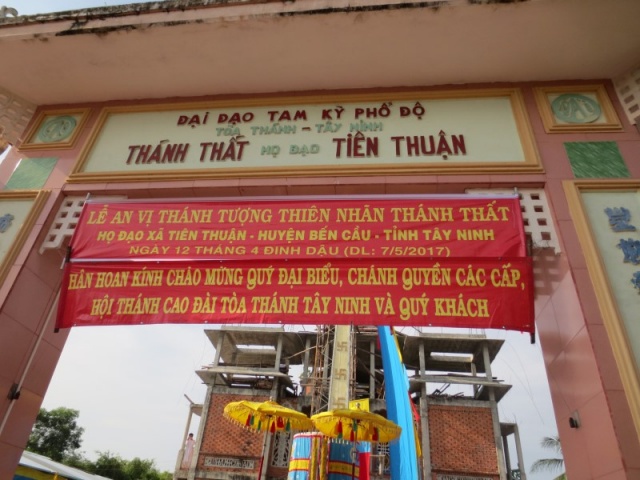 ĐẠI ĐẠO TAM KỲ PHỔ ĐỘ
TÒA THÁNH - TÂY NINH
THÁNH THẤT HỌ ĐẠO TIÊN THUẬN
LỄ AN VỊ THÁNH TƯỢNG THIÊN NHÃN THÁNH THẤT
HỌ ĐẠO XÃ TIÊN THUẬN - HUYỆN BẾN CẦU - TỈNH TÂY NINH
NGÀY 12 THÁNG 4 ĐINH DẬU (DL: 7/5/2017)
HÂN HOAN KÍNH CHÀO MỪNG QUÝ ĐẠI BIỂU, CHÁNH QUYỀN CÁC CẤP,
HỘI THÁNH CAO ĐÀI TÒA THÁNH TÂY NINH VÀ QUÝ KHÁCH